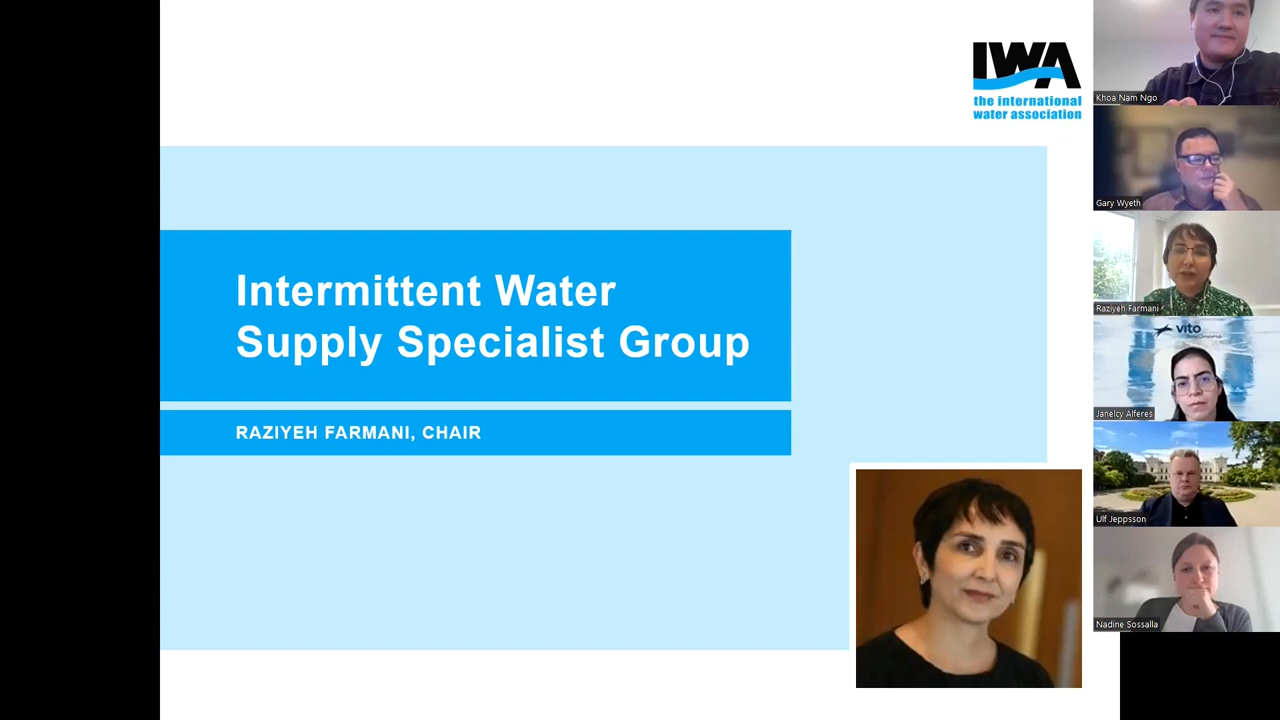 IWA
the international
water association
Intermittent Water
Supply Specialist Group
RAZIYEH FARMANI, CHAIR
Khoa Nam Ngo
Gary Wyeth
Raziyeh Farmani
vito
Janelcy Alferes
Ulf Jeppsson
Nadine Sossalla